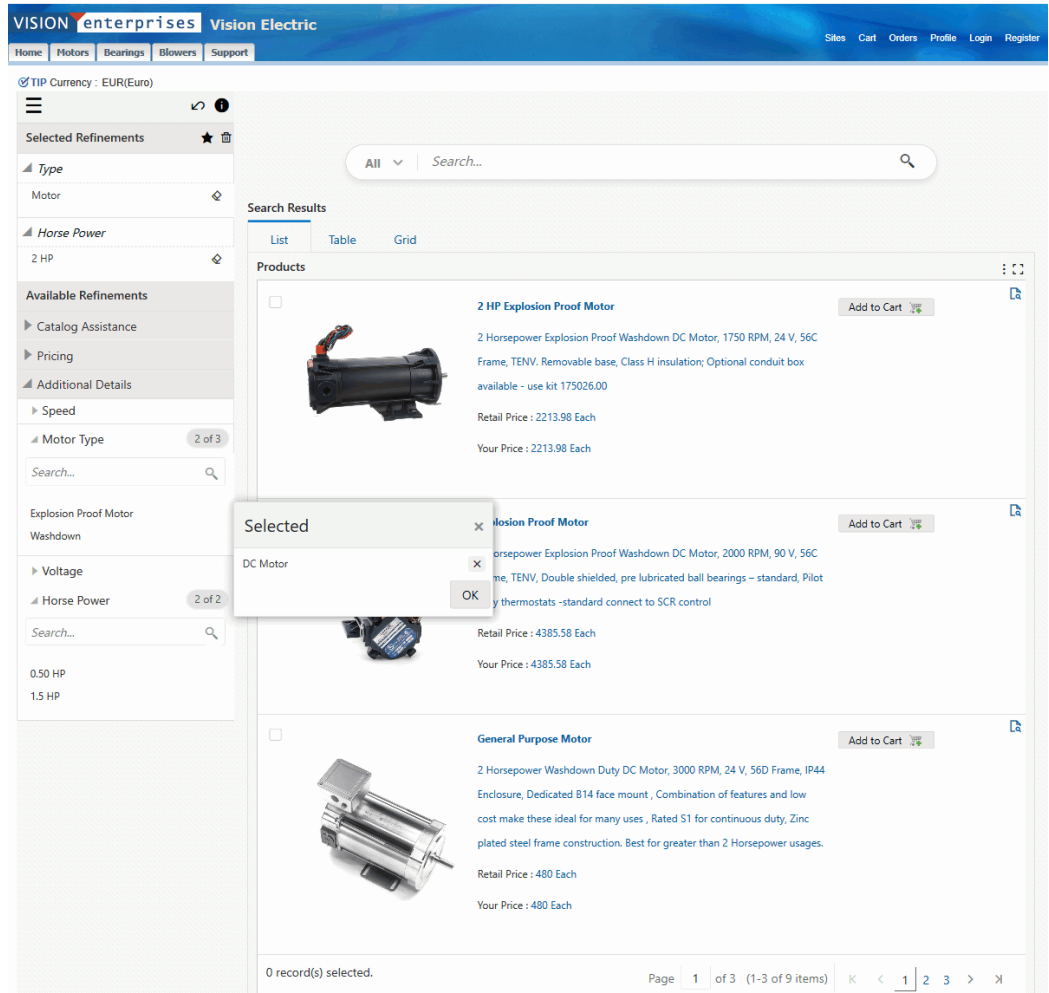 VISION enterprises Vision Electric
Sites Cart Orders Profile Login Register
Home Motors Bearings Blowers Support
TIP Currency : EUR(Euro)
Selected Refinements
Type
Motor
Horse Power
2 HP
Available Refinements
Catalog Assistance
Pricing
Additional Details
Speed
Motor Type 2 of 3
Search...
Explosion Proof Motor
Washdown
Voltage
Horse Power 2 of 2
Search...
0.50 HP
1.5 HP
All Search...
Search Results
List Table Grid
Products
2 HP Explosion Proof Motor
Add to Cart
2 Horsepower Explosion Proof Washdown DC Motor, 1750 RPM, 24 V, 56C
Frame, TENV. Removable base, Class H insulation; Optional conduit box
available - use kit 175026.00
Retail Price : 2213.98 Each
Your Price : 2213.98 Each
Selected
DC Motor
OK
plosion Proof Motor
Add to Cart
orsepower Explosion Proof Washdown DC Motor, 2000 RPM, 90 V, 56C
me, TENV, Double shielded, pre lubricated ball bearings – standard, Pilot
y thermostats -standard connect to SCR control
Retail Price : 4385.58 Each
Your Price : 4385.58 Each
General Purpose Motor
Add to Cart
2 Horsepower Washdown Duty DC Motor, 3000 RPM, 24 V, 56D Frame, IP44
Enclosure, Dedicated B14 face mount , Combination of features and low
cost make these ideal for many uses , Rated S1 for continuous duty, Zinc
plated steel frame construction. Best for greater than 2 Horsepower usages.
Retail Price : 480 Each
Your Price : 480 Each
0 record(s) selected.
Page 1 of 3 (1-3 of 9 items) 1 2 3